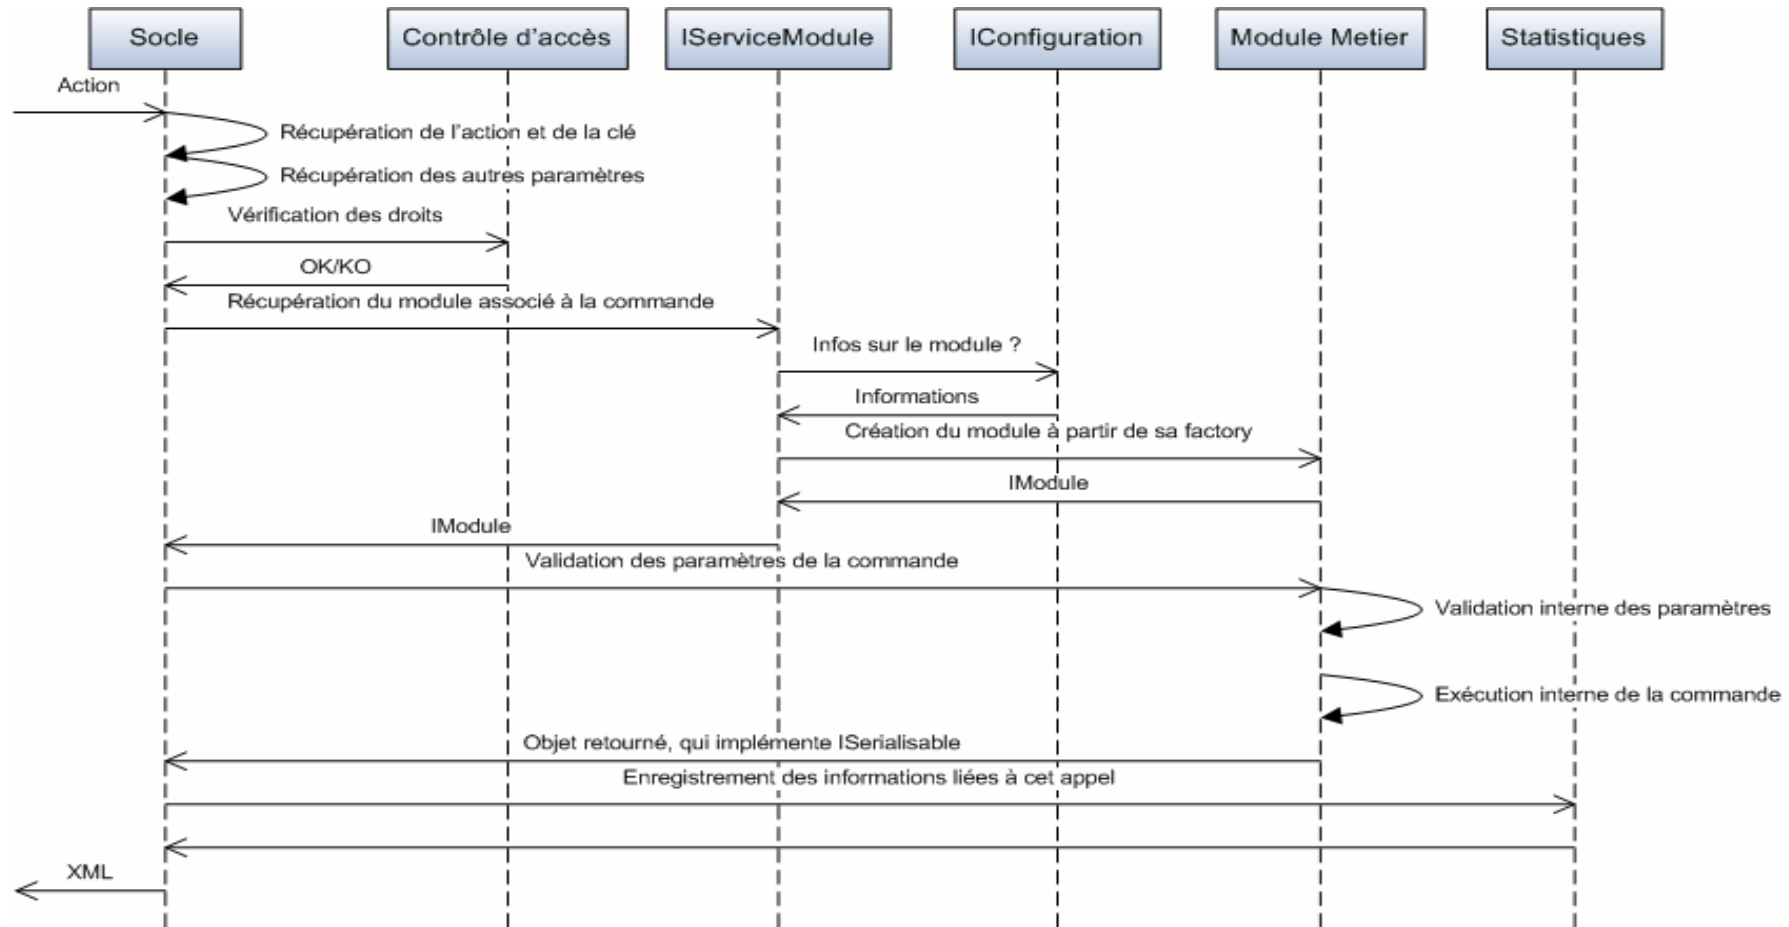 Socle
Contrôle d'accès
IServiceModule
IConfiguration
Module Metier
Statistiques
Action
Récupération de l'action et de la clé
Récupération des autres paramètres
Vérification des droits
OK/KO
Récupération du module associé à la commande
Infos sur le module ?
Informations
Création du module à partir de sa factory
IModule
IModule
Validation des paramètres de la commande
Validation interne des paramètres
Exécution interne de la commande
Objet retourné, qui implémente ISerialisable
Enregistrement des informations liées à cet appel
XML